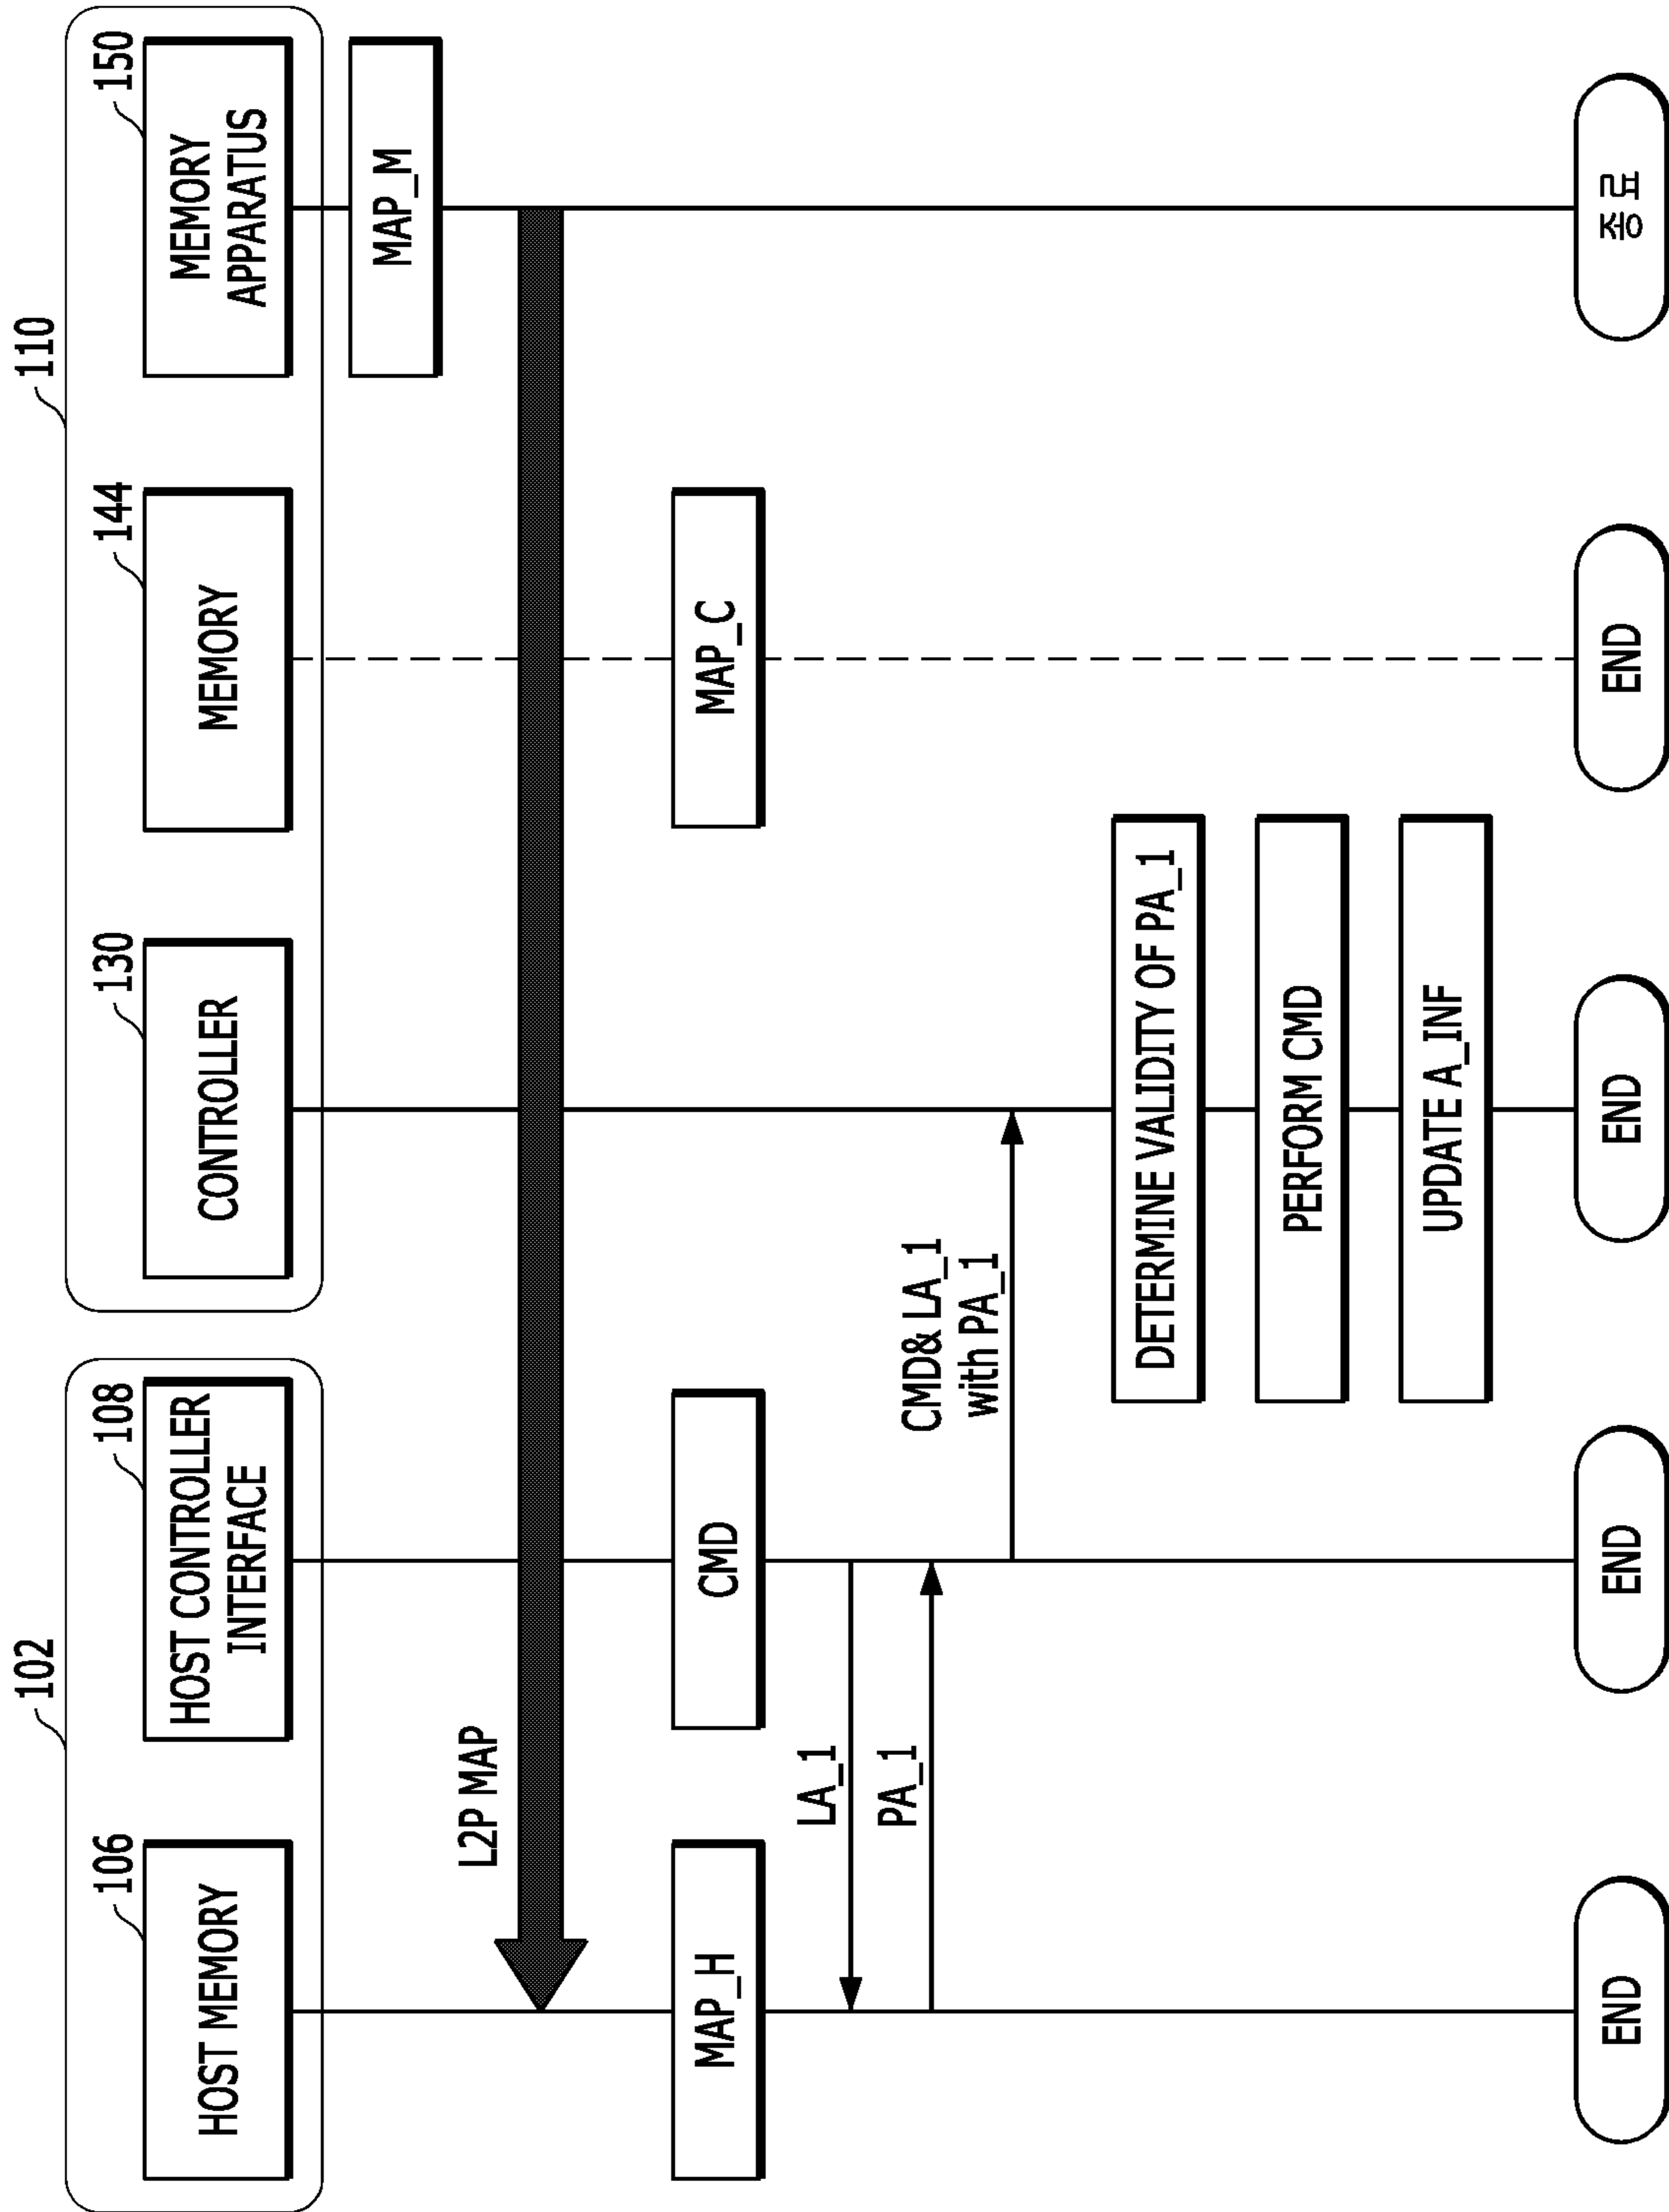 102
110
106
108
130
144
150
HOST MEMORY
HOST CONTROLLER
INTERFACE
CONTROLLER
MEMORY
MEMORY
APPARATUS
MAP_M
L2P MAP
MAP_H
CMD
MAP_C
LA_1
PA_1
CMD& LA_1
with PA_1
DETERMINE VALIDITY OF PA_1
PERFORM CMD
UPDATE A_INF
END
END
END
END
종료